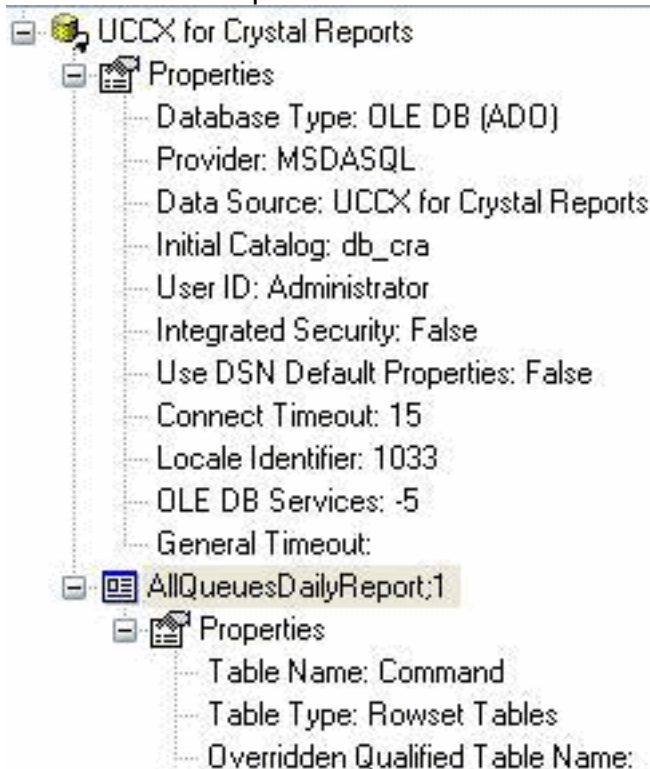 UCCX for Crystal Reports
Properties
Database Type: OLE DB (ADO)
Provider: MSDASQL
Data Source: UCCX for Crystal Reports
Initial Catalog: db_cra
User ID: Administrator
Integrated Security: False
Use DSN Default Properties: False
Connect Timeout: 15
Locale Identifier: 1033
OLE DB Services: -5
General Timeout:
AllQueuesDailyReport;1
Properties
Table Name: Command
Table Type: Rowset Tables
Overridden Qualified Table Name: